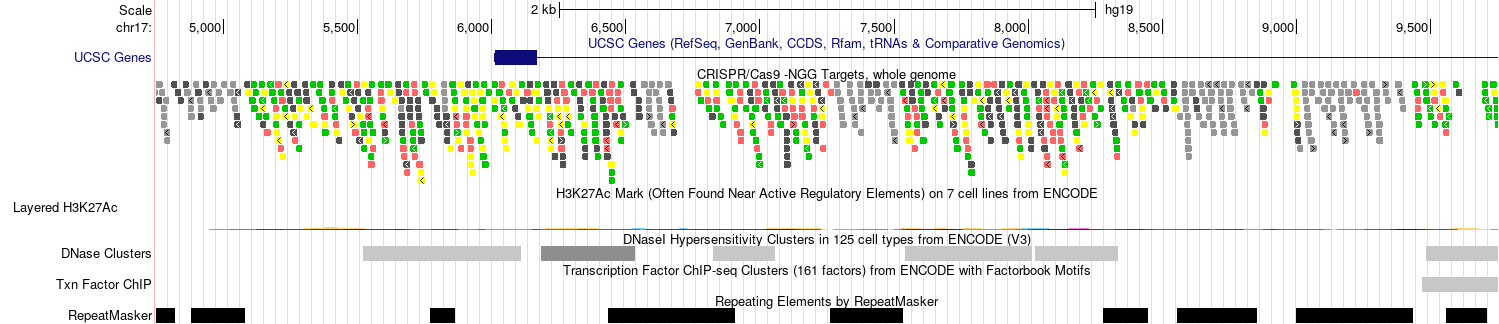 Scale 2 kb hg19
chr17: 5,000 5,500 6,000 6,500 7,000 7,500 8,000 8,500 9,000 9,500
UCSC Genes (RefSeq, GenBank, CCDS, Rfam, tRNAs & Comparative Genomics)
UCSC Genes
CRISPR/Cas9 -NGG Targets, whole genome
H3K27Ac Mark (Often Found Near Active Regulatory Elements) on 7 cell lines from ENCODE
Layered H3K27Ac
DNaseI Hypersensitivity Clusters in 125 cell types from ENCODE (V3)
DNase Clusters
Transcription Factor ChIP-seq Clusters (161 factors) from ENCODE with Factorbook Motifs
Txn Factor ChIP
Repeating Elements by RepeatMasker
RepeatMasker